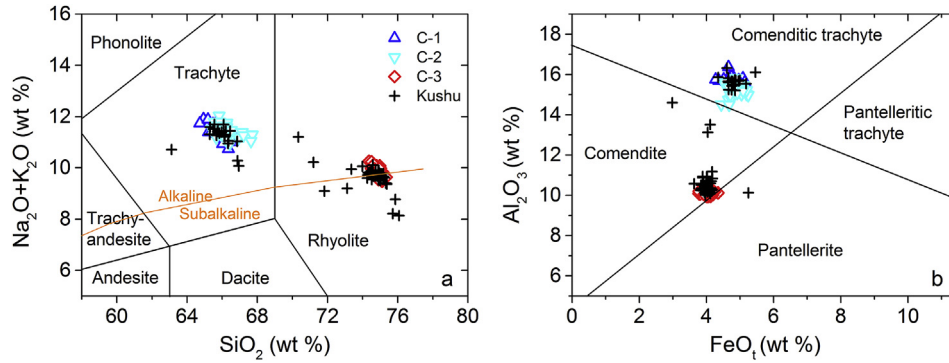 16
14
12
10
8
6
60
64
68
72
76
80
Na₂O+K₂O (wt %)
SiO₂ (wt %)
Phonolite
Trachyte
C-1
C-2
C-3
Kushu
Alkaline
Subalkaline
Trachy-
andesite
Rhyolite
Andesite
Dacite
a
18
16
14
12
10
8
6
0
2
4
6
8
10
Al₂O₃ (wt %)
FeOₜ (wt %)
Comenditic trachyte
Comendite
Pantelleritic
trachyte
Pantellerite
b